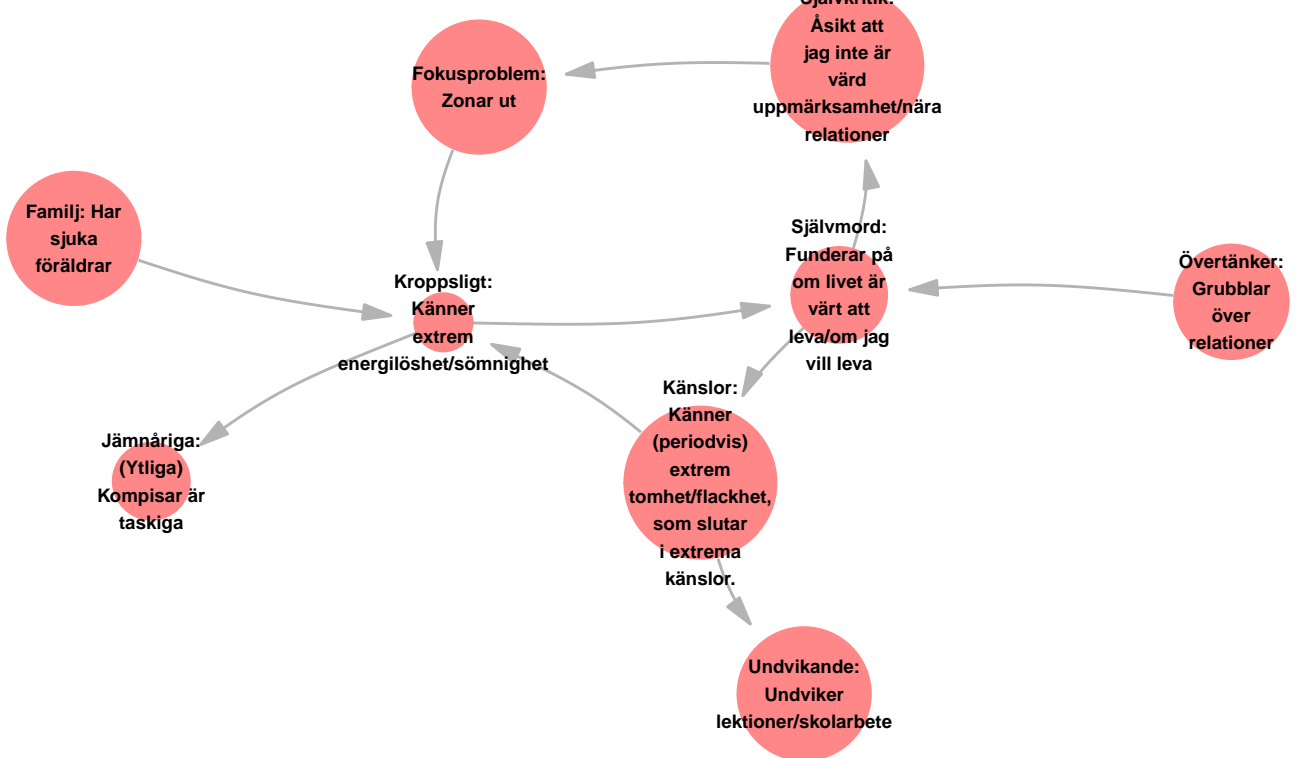 Självkritik:
Åsikt att
jag inte är
värd
uppmärksamhet/nära
relationer
Fokusproblem:
Zonar ut
Familj: Har
sjuka
föräldrar
Självmord:
Funderar på
om livet är
värt att
leva/om jag
vill leva
Övertänker:
Grubblar
över
relationer
Kroppsligt:
Känner
extrem
energilöshet/sömnighet
Känslor:
Känner
(periodvis)
extrem
tomhet/flackhet,
som slutar
i extrema
känslor.
Jämnåriga:
(Ytliga)
Kompisar är
taskiga
Undvikande:
Undviker
lektioner/skolarbete